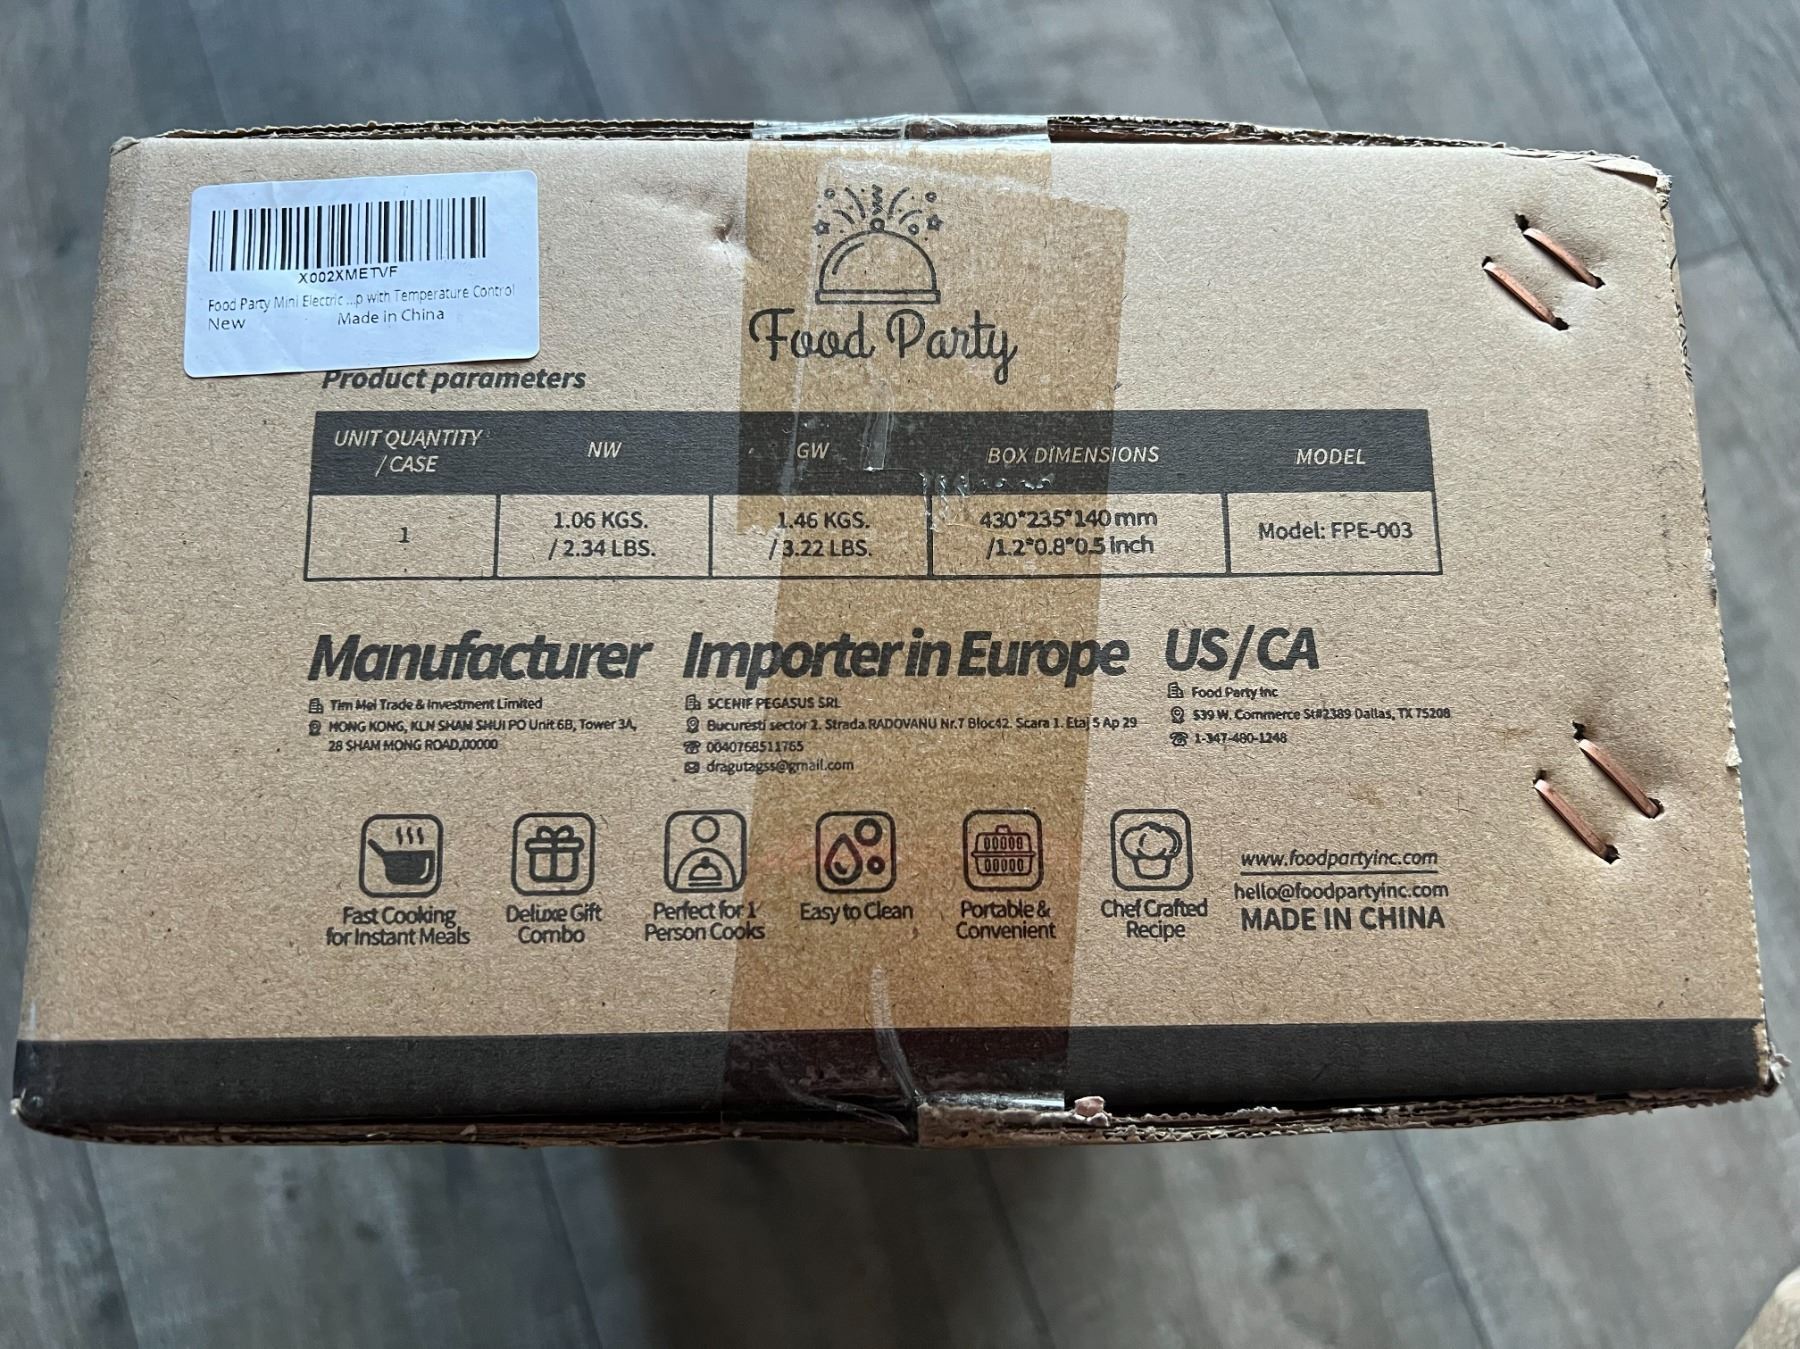 X002XMETVF
Food Party Mini Electric ...p with Temperature Control
New Made in China
Food Party
Product parameters
UNIT QUANTITY / CASE NW GW BOX DIMENSIONS MODEL
1
1.06 KGS.
/ 2.34 LBS.
1.46 KGS.
/ 3.22 LBS.
430*235*140 mm
/1.2*0.8*0.5 inch
Model: FPE-003
Manufacturer
Tim Mei Trade & Investment Limited
HONG KONG, KLN SHAM SHUI PO Unit 6B, Tower 3A,
28 SHAM MONG ROAD,00000
Importer in Europe
SCENIF PEGASUS SRL
Bucuresti sector 2. Strada.RADOVANU Nr.7 Bloc42. Scara 1. Etaj 5 Ap 29
0040768511765
dragutagss@gmail.com
US/CA
Food Party Inc
539 W. Commerce St#2389 Dallas, TX 75208
1-347-480-1248
Fast Cooking
for Instant Meals
Deluxe Gift
Combo
Perfect for 1
Person Cooks
Easy to Clean
Portable &
Convenient
Chef Crafted
Recipe
www.foodpartyinc.com
hello@foodpartyinc.com
MADE IN CHINA